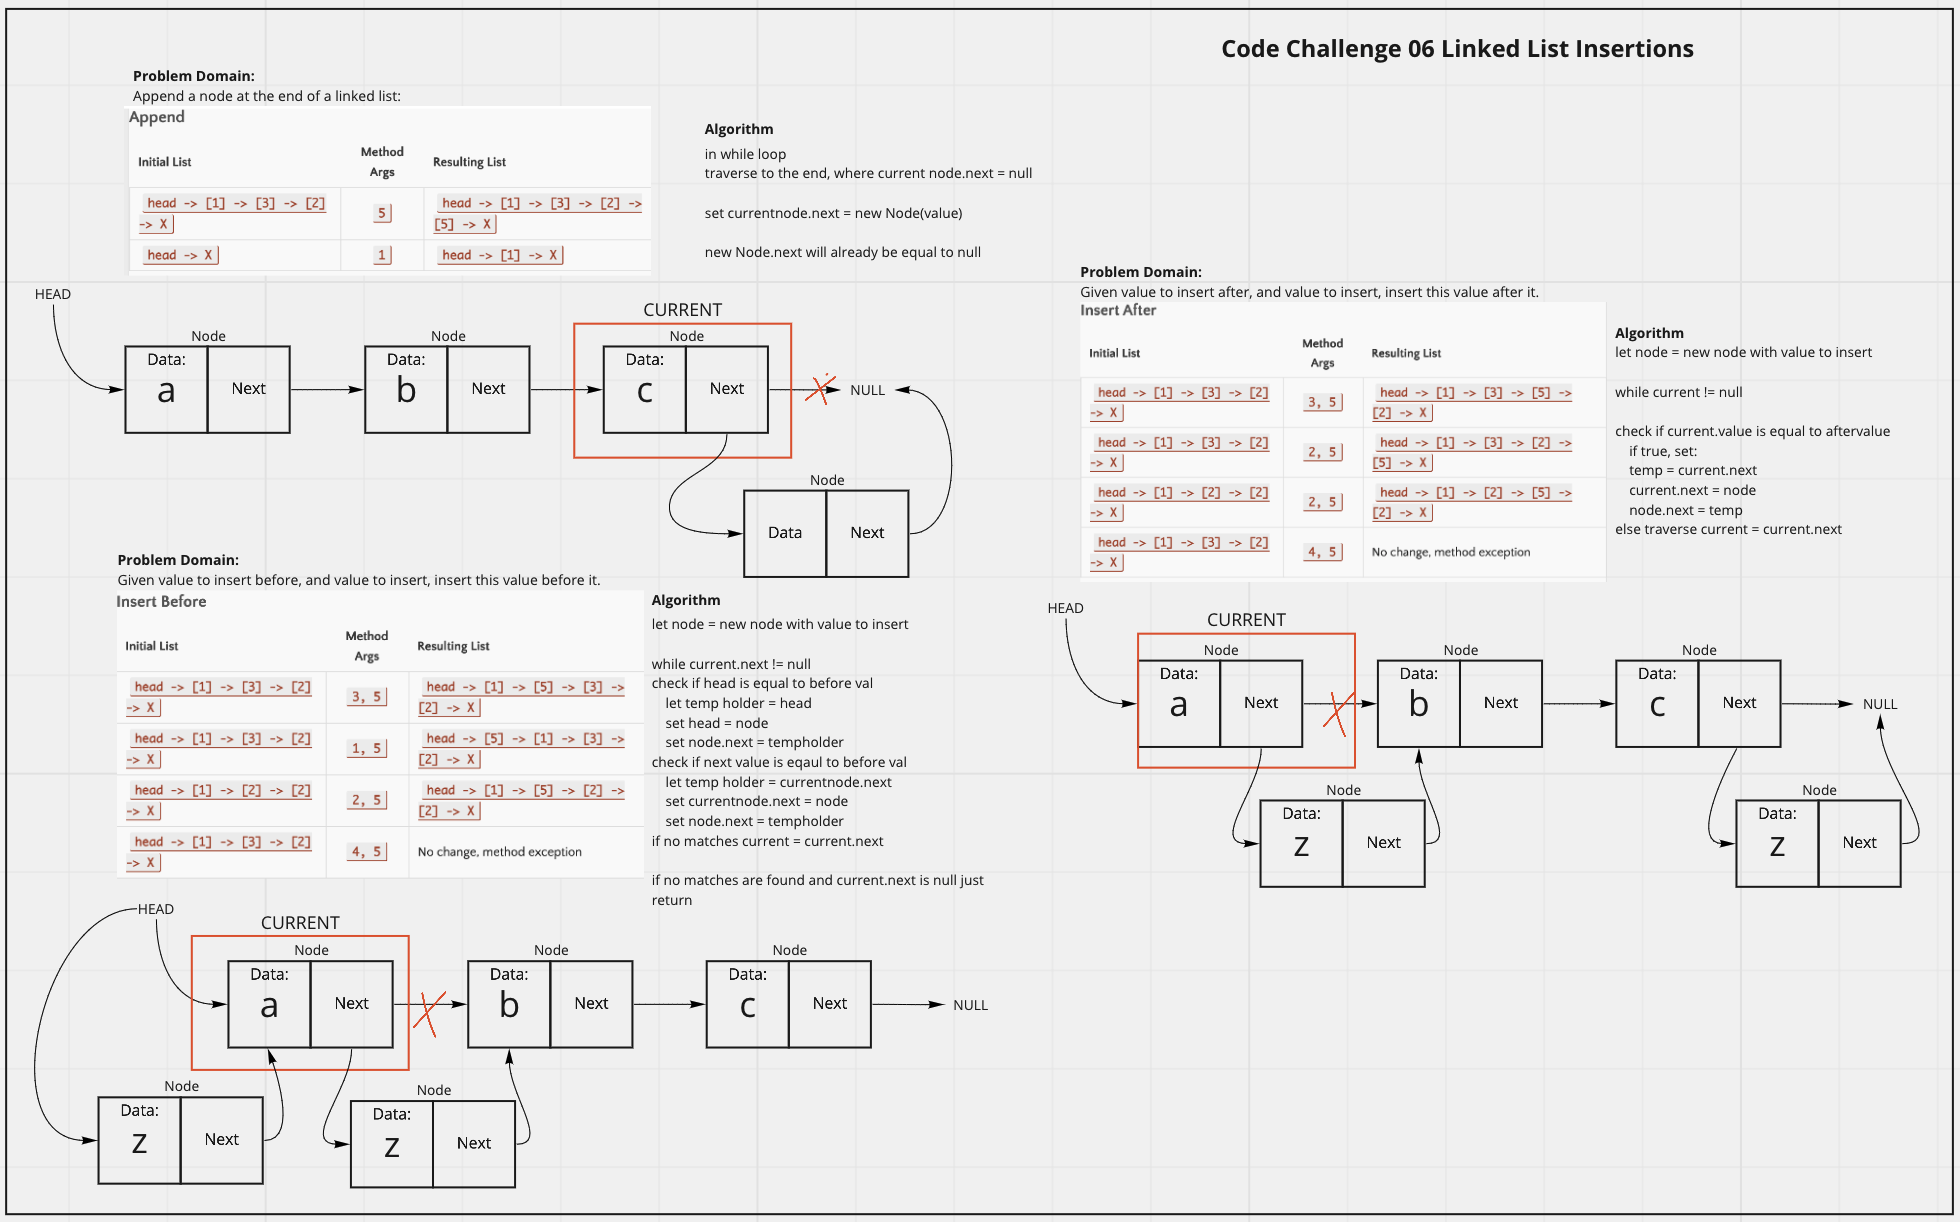 Code Challenge 06 Linked List Insertions
Problem Domain:
Append a node at the end of a linked list:
Append
Initial List
Method
Args
Resulting List
head -> [1] -> [3] -> [2]
-> X
5
head -> [1] -> [3] -> [2] ->
[5] -> X
head -> X
1
head -> [1] -> X
Algorithm
in while loop
traverse to the end, where current node.next = null
set currentnode.next = new Node(value)
new Node.next will already be equal to null
HEAD
CURRENT
Node
Data:
a
Next
Node
Data:
b
Next
Node
Data:
c
Next
NULL
Node
Data
Next
Problem Domain:
Given value to insert before, and value to insert, insert this value before it.
Insert Before
Initial List
Method
Args
Resulting List
head -> [1] -> [3] -> [2]
-> X
3, 5
head -> [1] -> [5] -> [3] ->
[2] -> X
head -> [1] -> [3] -> [2]
-> X
1, 5
head -> [5] -> [1] -> [3] ->
[2] -> X
head -> [1] -> [2] -> [2]
-> X
2, 5
head -> [1] -> [5] -> [2] ->
[2] -> X
head -> [1] -> [3] -> [2]
-> X
4, 5
No change, method exception
Algorithm
let node = new node with value to insert
while current.next != null
check if head is equal to before val
let temp holder = head
set head = node
set node.next = tempholder
check if next value is eqaul to before val
let temp holder = currentnode.next
set currentnode.next = node
set node.next = tempholder
if no matches current = current.next
if no matches are found and current.next is null just
return
HEAD
CURRENT
Node
Data:
a
Next
Node
Data:
b
Next
Node
Data:
c
Next
NULL
Node
Data:
z
Next
Node
Data:
z
Next
Problem Domain:
Given value to insert after, and value to insert, insert this value after it.
Insert After
Initial List
Method
Args
Resulting List
head -> [1] -> [3] -> [2]
-> X
3, 5
head -> [1] -> [3] -> [5] ->
[2] -> X
head -> [1] -> [3] -> [2]
-> X
2, 5
head -> [1] -> [3] -> [2] ->
[5] -> X
head -> [1] -> [2] -> [2]
-> X
2, 5
head -> [1] -> [2] -> [5] ->
[2] -> X
head -> [1] -> [3] -> [2]
-> X
4, 5
No change, method exception
Algorithm
let node = new node with value to insert
while current != null
check if current.value is equal to aftervalue
if true, set:
temp = current.next
current.next = node
node.next = temp
else traverse current = current.next
HEAD
CURRENT
Node
Data:
a
Next
Node
Data:
b
Next
Node
Data:
c
Next
NULL
Node
Data:
z
Next
Node
Data:
z
Next